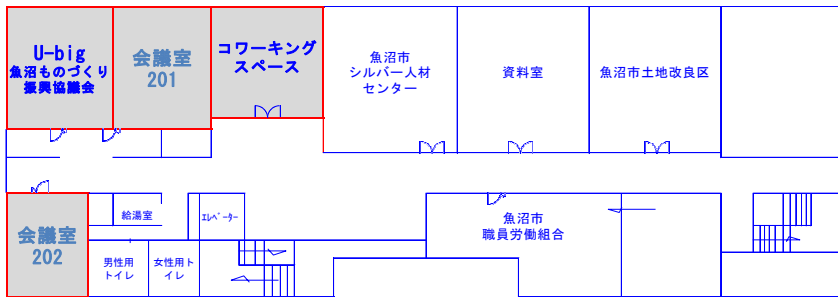 U-big
魚沼ものづくり
振興協議会
会議室
201
コワーキング
スペース
魚沼市
シルバー人材
センター
資料室
魚沼市土地改良区
会議室
202
給湯室
エレベーター
男性用
トイレ
女性用ト
イレ
魚沼市
職員労働組合